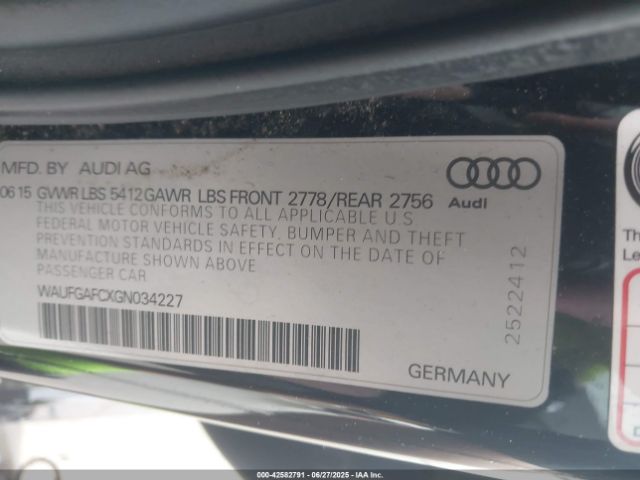 MFD. BY AUDI AG
06 15 GVWR LBS 5412 GAWR LBS FRONT 2778/REAR 2756
Audi
THIS VEHICLE CONFORMS TO ALL APPLICABLE U S
FEDERAL MOTOR VEHICLE SAFETY, BUMPER AND THEFT
PREVENTION STANDARDS IN EFFECT ON THE DATE OF
MANUFACTURE SHOWN ABOVE
PASSENGER CAR
WAUFGAFCXGN034227
2522412
GERMANY
000-42582791 - 06/27/2025 - IAA Inc.